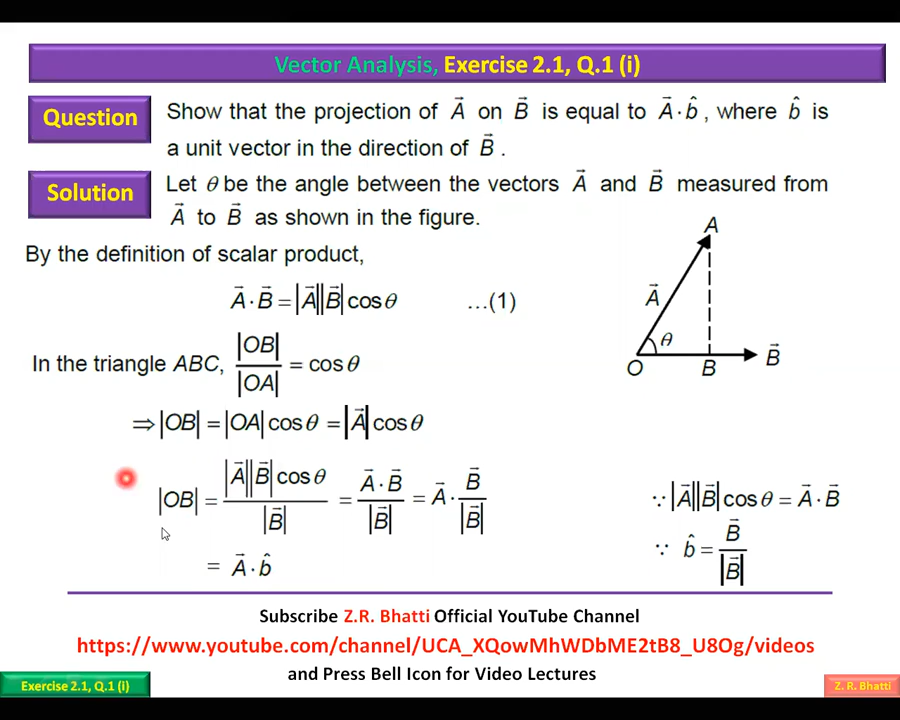 Vector Analysis, Exercise 2.1, Q.1 (i)
Question
Show that the projection of A⃗ on B⃗ is equal to A⃗ · b̂ , where b̂ is
a unit vector in the direction of B⃗ .
Solution
Let θ be the angle between the vectors A⃗ and B⃗ measured from
A⃗ to B⃗ as shown in the figure.
By the definition of scalar product,
A⃗ · B⃗ = |A⃗||B⃗| cos θ ...(1)
In the triangle ABC, |OB| / |OA| = cos θ
⇒ |OB| = |OA| cos θ = |A⃗| cos θ
|OB| = |A⃗||B⃗| cos θ / |B⃗| = A⃗ · B⃗ / |B⃗| = A⃗ · B⃗ / |B⃗|
= A⃗ · b̂
A
A⃗
θ
O
B
B⃗
∵ |A⃗||B⃗| cos θ = A⃗ · B⃗
∵ b̂ = B⃗ / |B⃗|
Subscribe Z.R. Bhatti Official YouTube Channel
https://www.youtube.com/channel/UCA_XQowMhWDbME2tB8_U8Og/videos
and Press Bell Icon for Video Lectures
Exercise 2.1, Q.1 (i)
Z. R. Bhatti